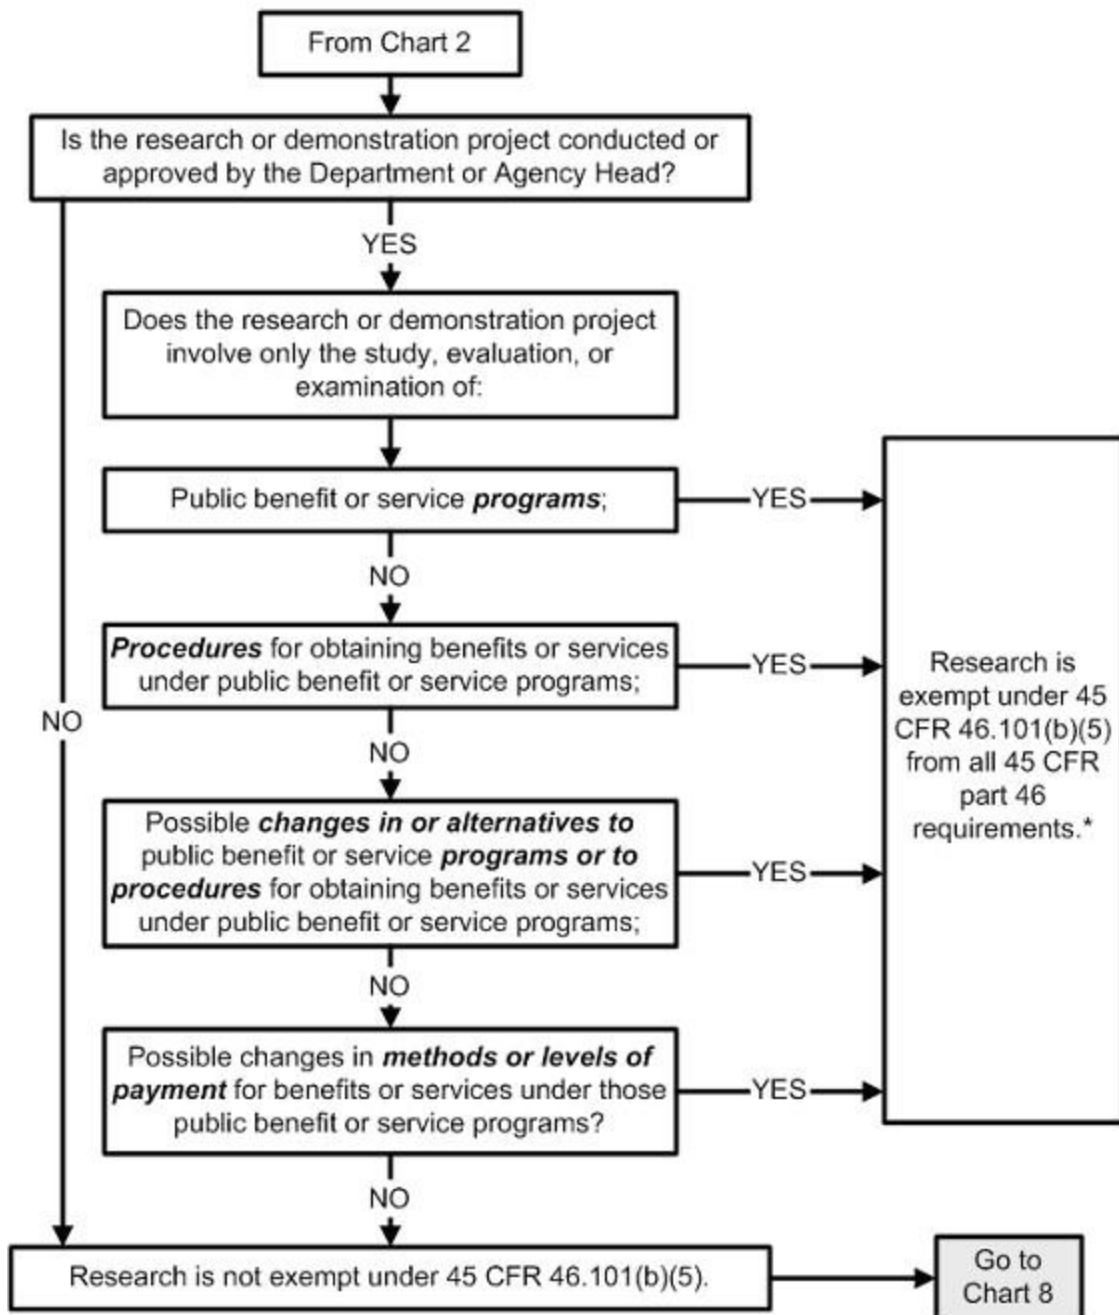 From Chart 2
Is the research or demonstration project conducted or
approved by the Department or Agency Head?
YES
Does the research or demonstration project
involve only the study, evaluation, or
examination of:
Public benefit or service programs;
YES
NO
Procedures for obtaining benefits or services
under public benefit or service programs;
YES
NO
NO
Possible changes in or alternatives to
public benefit or service programs or to
procedures for obtaining benefits or services
under public benefit or service programs;
YES
NO
Possible changes in methods or levels of
payment for benefits or services under those
public benefit or service programs?
YES
NO
Research is
exempt under 45
CFR 46.101(b)(5)
from all 45 CFR
part 46
requirements.*
Research is not exempt under 45 CFR 46.101(b)(5).
Go to
Chart 8